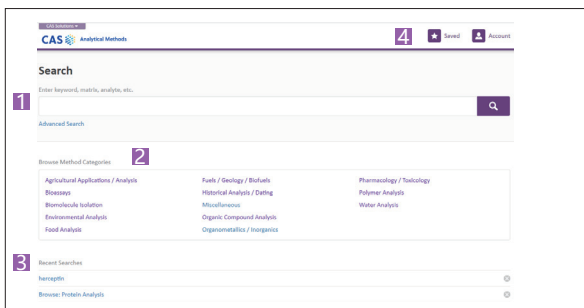 CAS Solutions
CAS Analytical Methods
4
Saved
Account
Search
Enter keyword, matrix, analyte, etc.
1
Advanced Search
2
Browse Method Categories
Agricultural Applications / Analysis
Bioassays
Biomolecule Isolation
Environmental Analysis
Food Analysis
Fuels / Geology / Biofuels
Historical Analysis / Dating
Miscellaneous
Organic Compound Analysis
Organometallics / Inorganics
Pharmacology / Toxicology
Polymer Analysis
Water Analysis
3
Recent Searches
herceptin
Browse: Protein Analysis